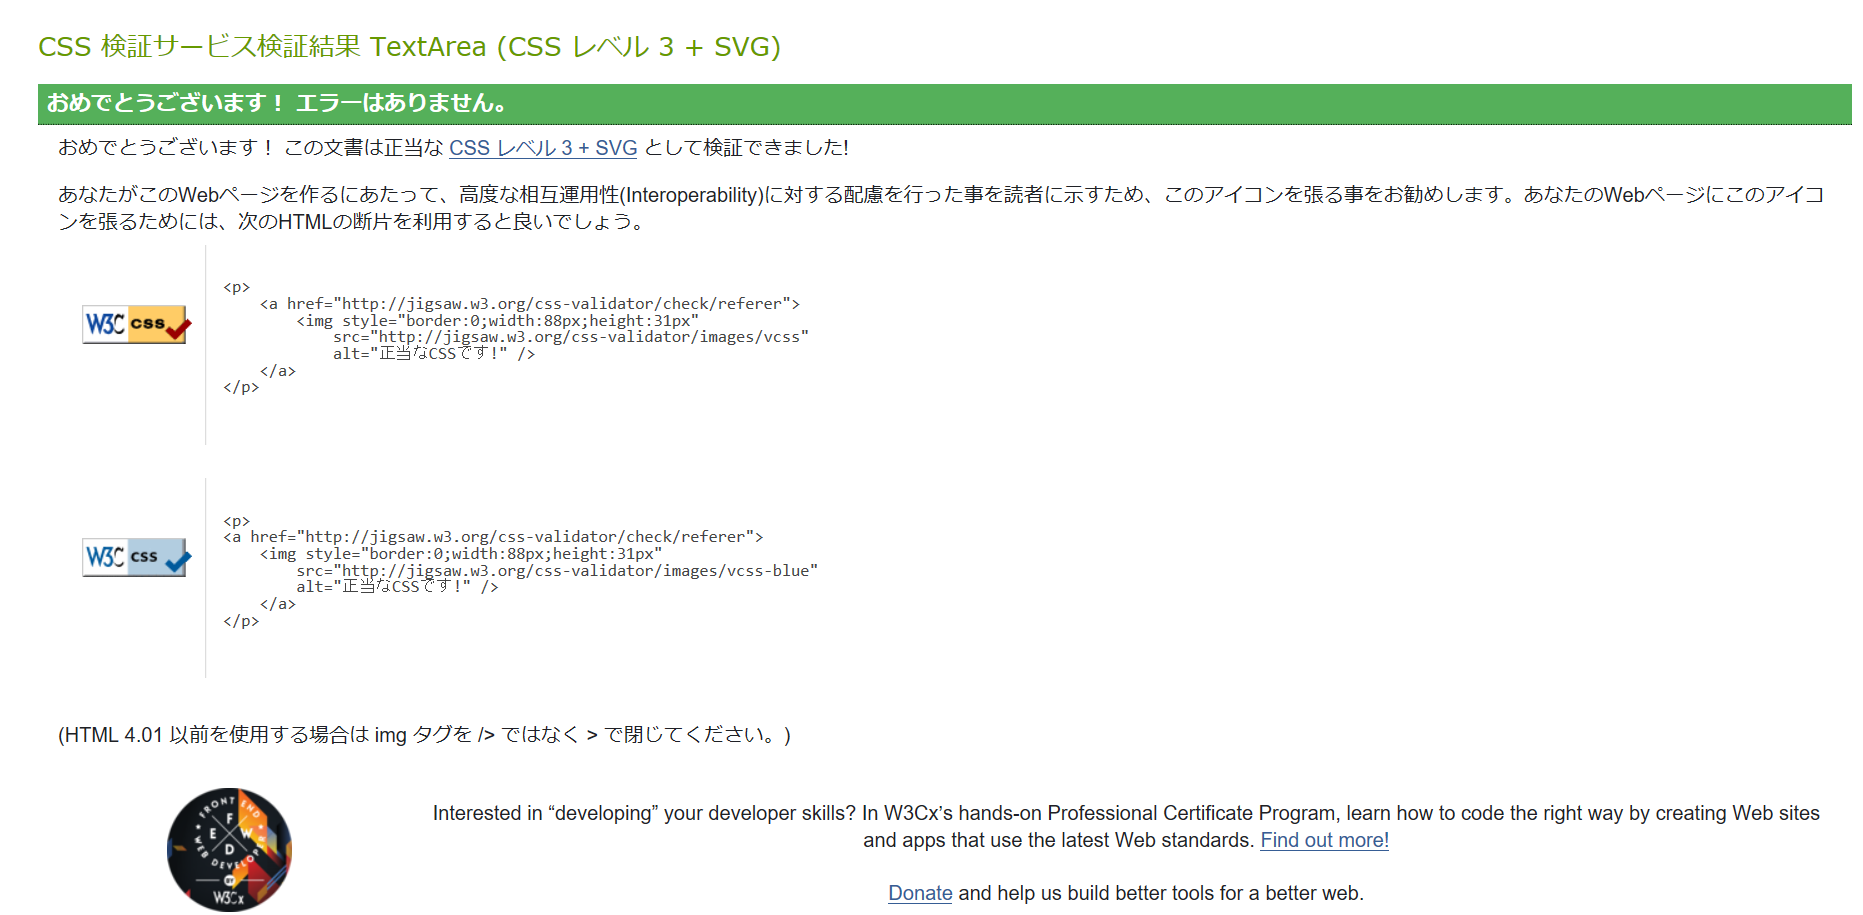 CSS 検証サービス検証結果 TextArea (CSS レベル 3 + SVG)
おめでとうございます！ エラーはありません。
おめでとうございます！ この文書は正当な CSS レベル 3 + SVG として検証できました!
あなたがこのWebページを作るにあたって、高度な相互運用性(Interoperability)に対する配慮を行った事を読者に示すため、このアイコンを張る事をお勧めします。あなたのWebページにこのアイコ
ンを張るためには、次のHTMLの断片を利用すると良いでしょう。
W3C css
<p>
<a href="http://jigsaw.w3.org/css-validator/check/referer">
<img style="border:0;width:88px;height:31px"
src="http://jigsaw.w3.org/css-validator/images/vcss"
alt="正当なCSSです!" />
</a>
</p>
W3C css
<p>
<a href="http://jigsaw.w3.org/css-validator/check/referer">
<img style="border:0;width:88px;height:31px"
src="http://jigsaw.w3.org/css-validator/images/vcss-blue"
alt="正当なCSSです!" />
</a>
</p>
(HTML 4.01 以前を使用する場合は img タグを /> ではなく > で閉じてください。)
FRONT END
F
E W
D
WEB DEVELOPER
BY
W3Cx
Interested in “developing” your developer skills? In W3Cx’s hands-on Professional Certificate Program, learn how to code the right way by creating Web sites
and apps that use the latest Web standards. Find out more!
Donate and help us build better tools for a better web.